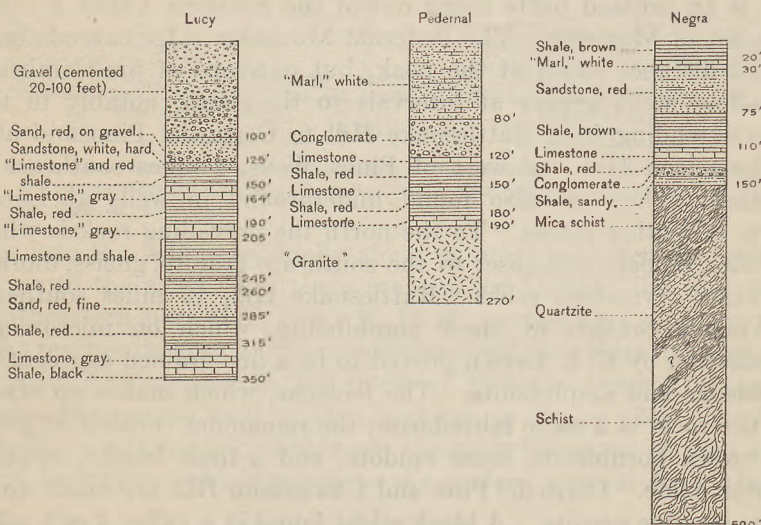 Lucy
Gravel (cemented
20-100 feet)
Sand, red, on gravel
Sandstone, white, hard
"Limestone" and red
shale
"Limestone," gray
Shale, red
"Limestone," gray
Limestone and shale
Shale, red
Sand, red, fine
Shale, red
Limestone, gray
Shale, black
100'
125'
150'
164'
190'
205'
245'
260'
285'
315'
350'
Pedernal
"Marl," white
Conglomerate
Limestone
Shale, red
Limestone
Shale, red
Limestone
"Granite"
80'
120'
150'
180'
190'
270'
Negra
Shale, brown
"Marl," white
Sandstone, red
Shale, brown
Limestone
Shale, red
Conglomerate
Shale, sandy
Mica schist
Quartzite
Schist
20'
30'
75'
110'
150'
?
500'